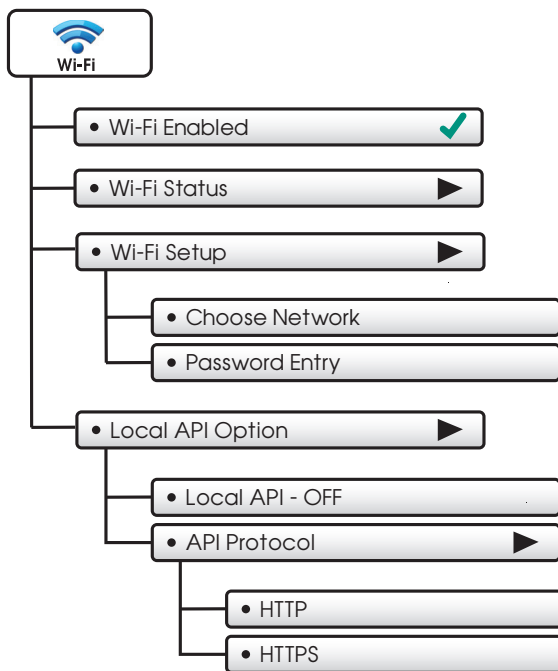 Wi-Fi
• Wi-Fi Enabled
• Wi-Fi Status
• Wi-Fi Setup
• Choose Network
• Password Entry
• Local API Option
• Local API - OFF
• API Protocol
• HTTP
• HTTPS